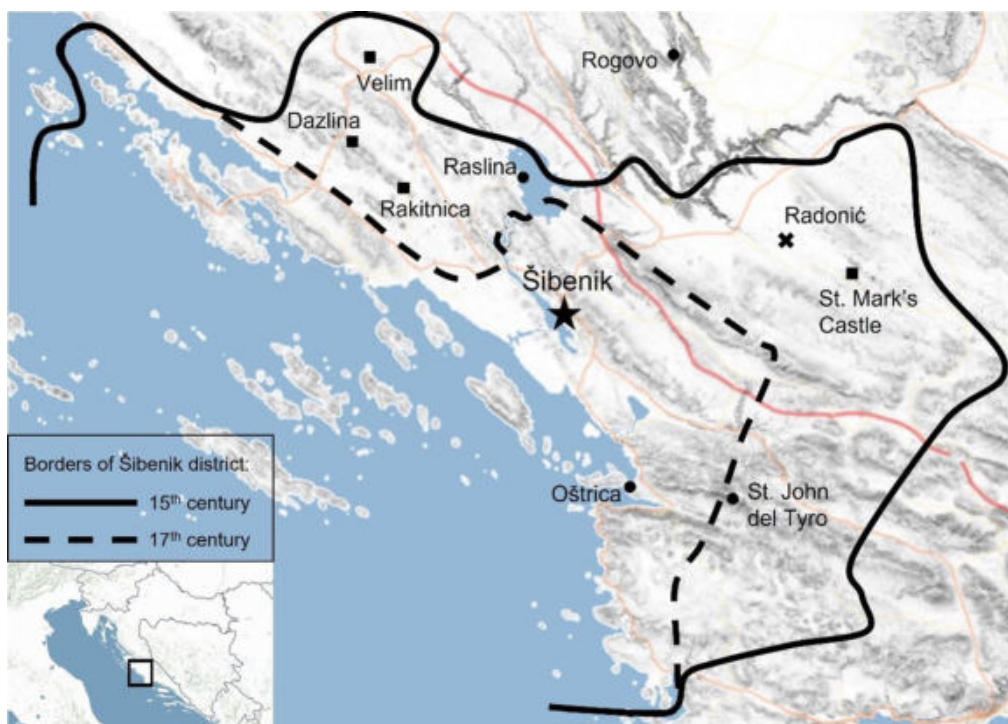 Rogovo
Velim
Dazlina
Raslina
Rakitnica
Radonić
Šibenik
St. Mark's
Castle
Borders of Šibenik district:
15th century
17th century
Oštrica
St. John
del Tyro